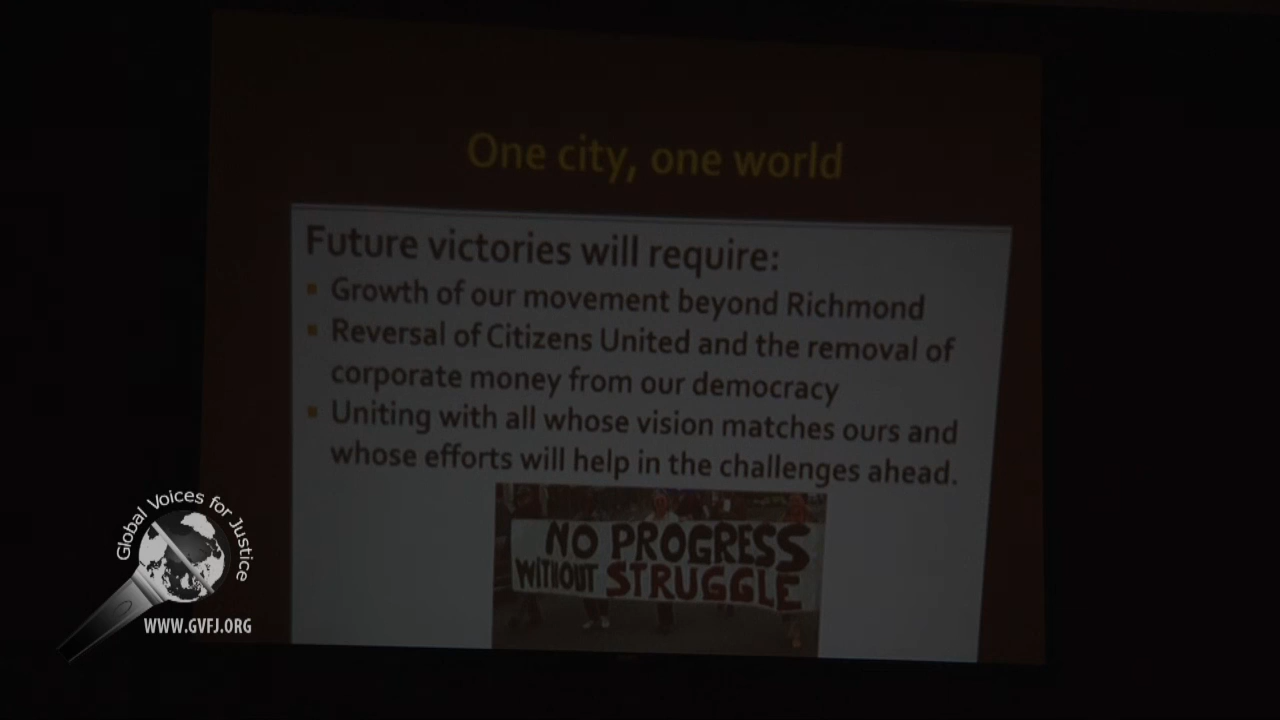 One city, one world
Future victories will require:
Growth of our movement beyond Richmond
Reversal of Citizens United and the removal of
corporate money from our democracy
Uniting with all whose vision matches ours and
whose efforts will help in the challenges ahead.
NO PROGRESS
WITHOUT STRUGGLE
Global Voices for Justice
WWW.GVFJ.ORG